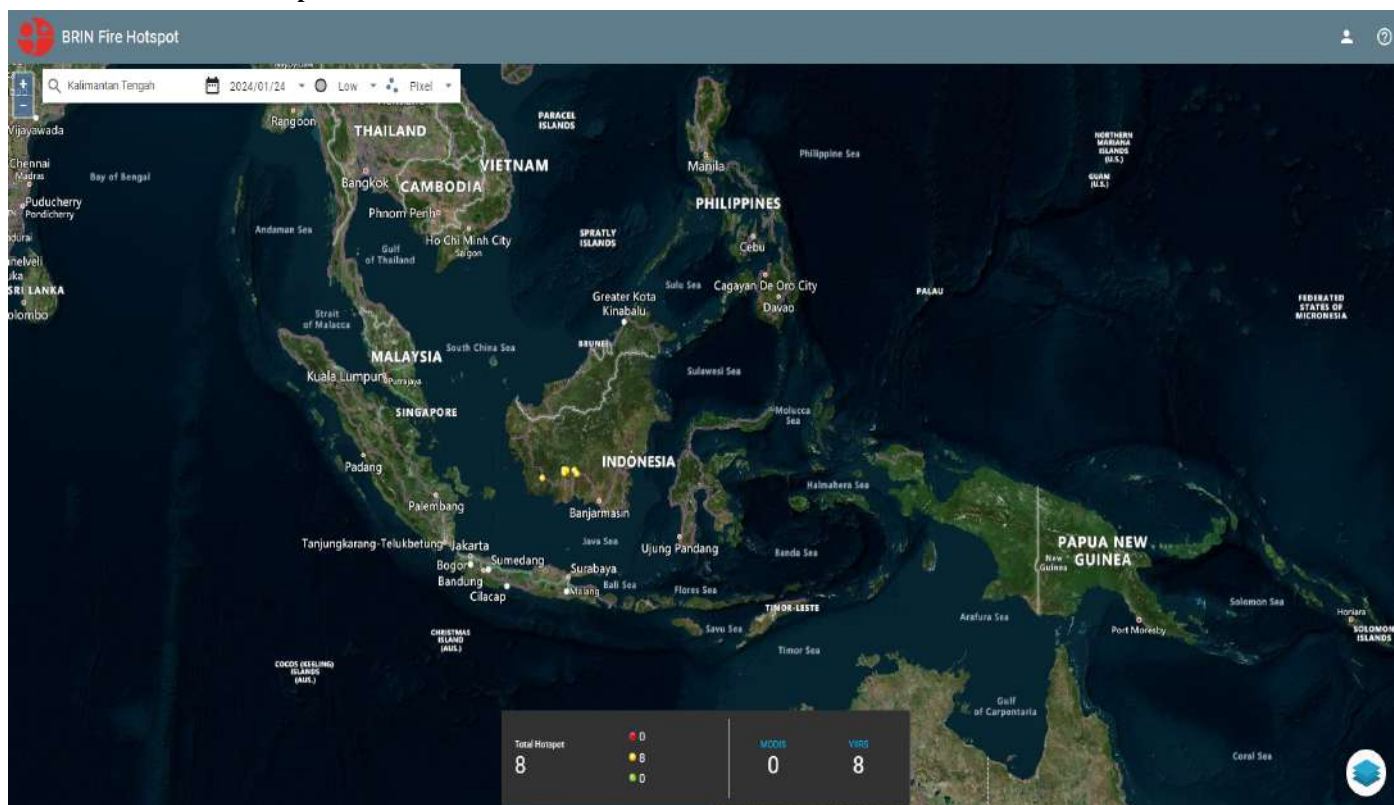 BRIN Fire Hotspot
Kalimantan Tengah
2024/01/24
Low
Pixel
+
-
Vijayawada
Rangoon
THAILAND
PARACEL
ISLANDS
NORTHERN
MARIANA
ISLANDS
(U.S.)
Chennai
Madras
Bay of Bengal
VIETNAM
Manila
Philippine Sea
GUAM
(U.S.)
Bangkok
CAMBODIA
Puducherry
Pondicherry
Phnom Penh
PHILIPPINES
Andaman Sea
Ho Chi Minh City
Saigon
Gulf
of Thailand
SPRATLY
ISLANDS
Cebu
SRI LANKA
olombo
Sulu Sea
Cagayan De Oro City
Davao
PALAU
Greater Kota
Kinabalu
FEDERATED
STATES OF
MICRONESIA
Strait
of Malacca
South China Sea
BRUNEI
MALAYSIA
Kuala Lumpur
Putrajaya
Sulawesi Sea
SINGAPORE
Molucca
Sea
Padang
INDONESIA
Halmahera Sea
Palembang
Banjarmasin
Tanjungkarang-Telukbetung
Jakarta
Java Sea
Ujung Pandang
Banda Sea
PAPUA NEW
GUINEA
New
Guinea
Bogor
Sumedang
Surabaya
Bandung
Malang
Bali Sea
Flores Sea
Cilacap
TIMOR-LESTE
Solomon Sea
Arafura Sea
Honiara
Savu Sea
Port Moresby
SOLOMON
ISLANDS
CHRISTMAS
ISLAND
(AUS.)
Timor Sea
COCOS (KEELING)
ISLANDS
(AUS.)
Gulf
of Carpentaria
Coral Sea
Total Hotspot
8
0
8
0
MODIS
0
VIIRS
8